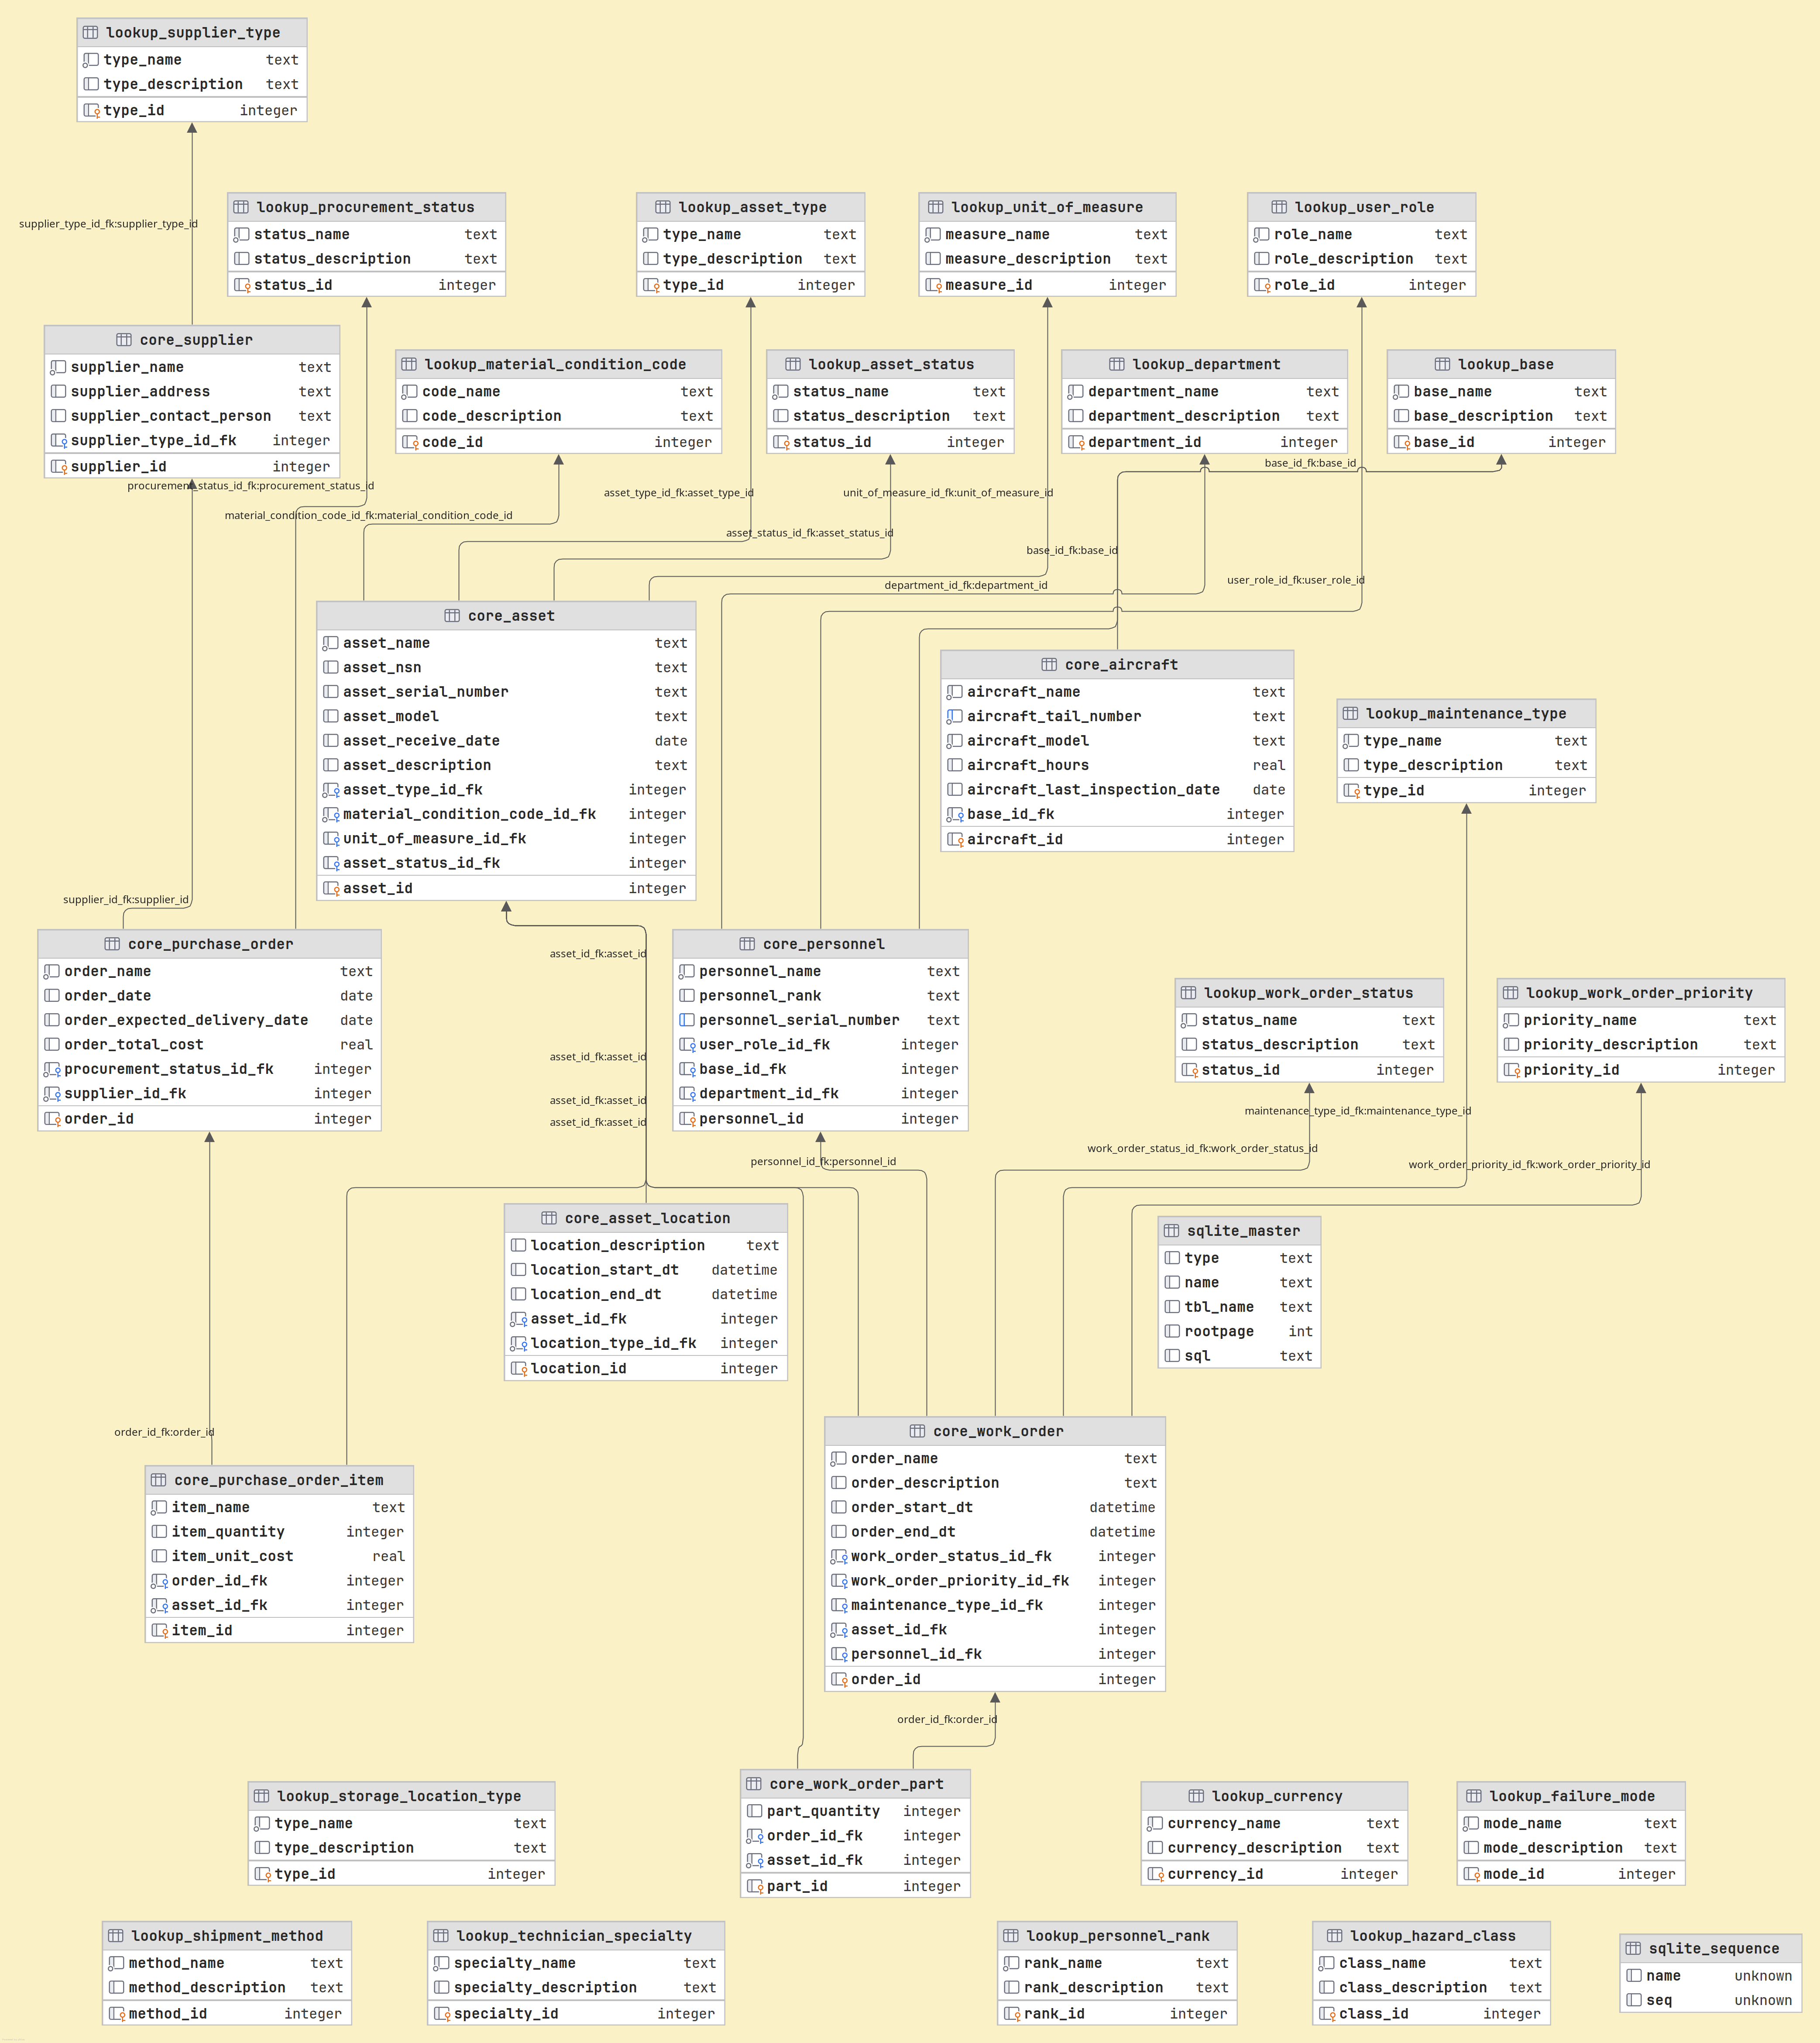 lookup_supplier_type
type_name text
type_description text
type_id integer
supplier_type_id_fk:supplier_type_id
lookup_procurement_status
status_name text
status_description text
status_id integer
lookup_asset_type
type_name text
type_description text
type_id integer
lookup_unit_of_measure
measure_name text
measure_description text
measure_id integer
lookup_user_role
role_name text
role_description text
role_id integer
core_supplier
supplier_name text
supplier_address text
supplier_contact_person text
supplier_type_id_fk integer
supplier_id integer
lookup_material_condition_code
code_name text
code_description text
code_id integer
lookup_asset_status
status_name text
status_description text
status_id integer
lookup_department
department_name text
department_description text
department_id integer
lookup_base
base_name text
base_description text
base_id integer
base_id_fk:base_id
procurement_status_id_fk:procurement_status_id
asset_type_id_fk:asset_type_id
unit_of_measure_id_fk:unit_of_measure_id
material_condition_code_id_fk:material_condition_code_id
asset_status_id_fk:asset_status_id
base_id_fk:base_id
user_role_id_fk:user_role_id
department_id_fk:department_id
core_asset
asset_name text
asset_nsn text
asset_serial_number text
asset_model text
asset_receive_date date
asset_description text
asset_type_id_fk integer
material_condition_code_id_fk integer
unit_of_measure_id_fk integer
asset_status_id_fk integer
asset_id integer
core_aircraft
aircraft_name text
aircraft_tail_number text
aircraft_model text
aircraft_hours real
aircraft_last_inspection_date date
base_id_fk integer
aircraft_id integer
lookup_maintenance_type
type_name text
type_description text
type_id integer
supplier_id_fk:supplier_id
core_purchase_order
order_name text
order_date date
order_expected_delivery_date date
order_total_cost real
procurement_status_id_fk integer
supplier_id_fk integer
order_id integer
asset_id_fk:asset_id
asset_id_fk:asset_id
asset_id_fk:asset_id
asset_id_fk:asset_id
core_personnel
personnel_name text
personnel_rank text
personnel_serial_number text
user_role_id_fk integer
base_id_fk integer
department_id_fk integer
personnel_id integer
lookup_work_order_status
status_name text
status_description text
status_id integer
lookup_work_order_priority
priority_name text
priority_description text
priority_id integer
maintenance_type_id_fk:maintenance_type_id
work_order_status_id_fk:work_order_status_id
personnel_id_fk:personnel_id
work_order_priority_id_fk:work_order_priority_id
core_asset_location
location_description text
location_start_dt datetime
location_end_dt datetime
asset_id_fk integer
location_type_id_fk integer
location_id integer
sqlite_master
type text
name text
tbl_name text
rootpage int
sql text
order_id_fk:order_id
core_purchase_order_item
item_name text
item_quantity integer
item_unit_cost real
order_id_fk integer
asset_id_fk integer
item_id integer
core_work_order
order_name text
order_description text
order_start_dt datetime
order_end_dt datetime
work_order_status_id_fk integer
work_order_priority_id_fk integer
maintenance_type_id_fk integer
asset_id_fk integer
personnel_id_fk integer
order_id integer
order_id_fk:order_id
lookup_storage_location_type
type_name text
type_description text
type_id integer
core_work_order_part
part_quantity integer
order_id_fk integer
asset_id_fk integer
part_id integer
lookup_currency
currency_name text
currency_description text
currency_id integer
lookup_failure_mode
mode_name text
mode_description text
mode_id integer
lookup_shipment_method
method_name text
method_description text
method_id integer
lookup_technician_specialty
specialty_name text
specialty_description text
specialty_id integer
lookup_personnel_rank
rank_name text
rank_description text
rank_id integer
lookup_hazard_class
class_name text
class_description text
class_id integer
sqlite_sequence
name unknown
seq unknown